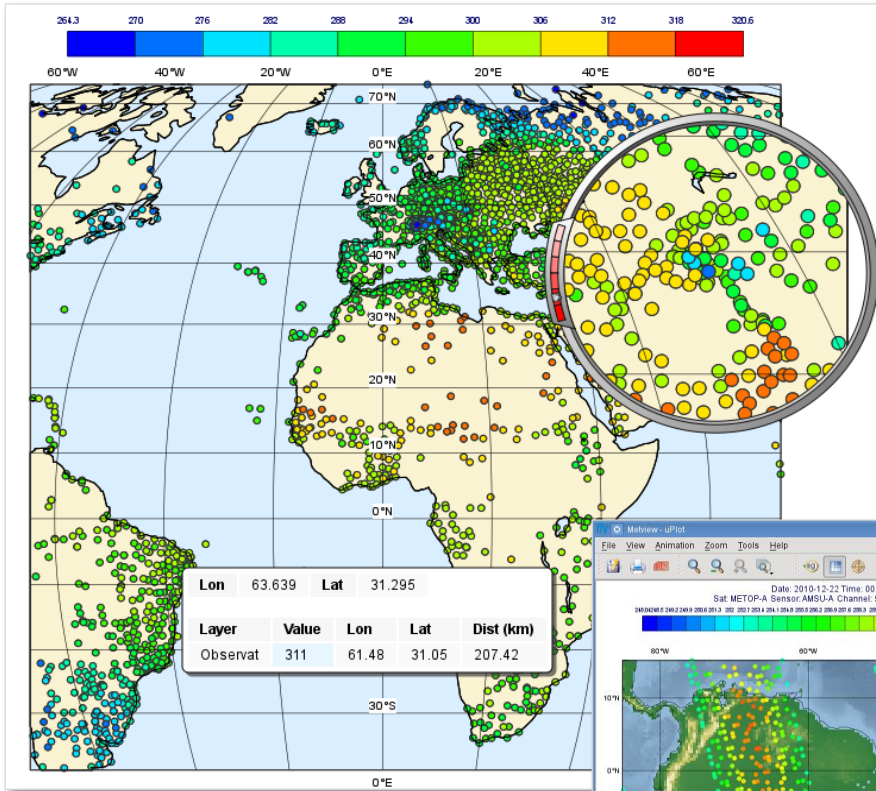 264.3 270 276 282 288 294 300 306 312 318 320.6
60°W 40°W 20°W 0°E 20°E 40°E 60°E
70°N
60°N
50°N
40°N
30°N
20°N
10°N
0°N
Metview - uPlot
File View Animation Zoom Tools Help
Lon 63.639 Lat 31.295
Date: 2010-12-22 Time: 00
Sat: METOP-A Sensor: AMSU-A Channel:
Layer Value Lon Lat Dist (km)
Observat 311 61.48 31.05 207.42
80°W 60°W
10°N
30°S
0°N
0°E